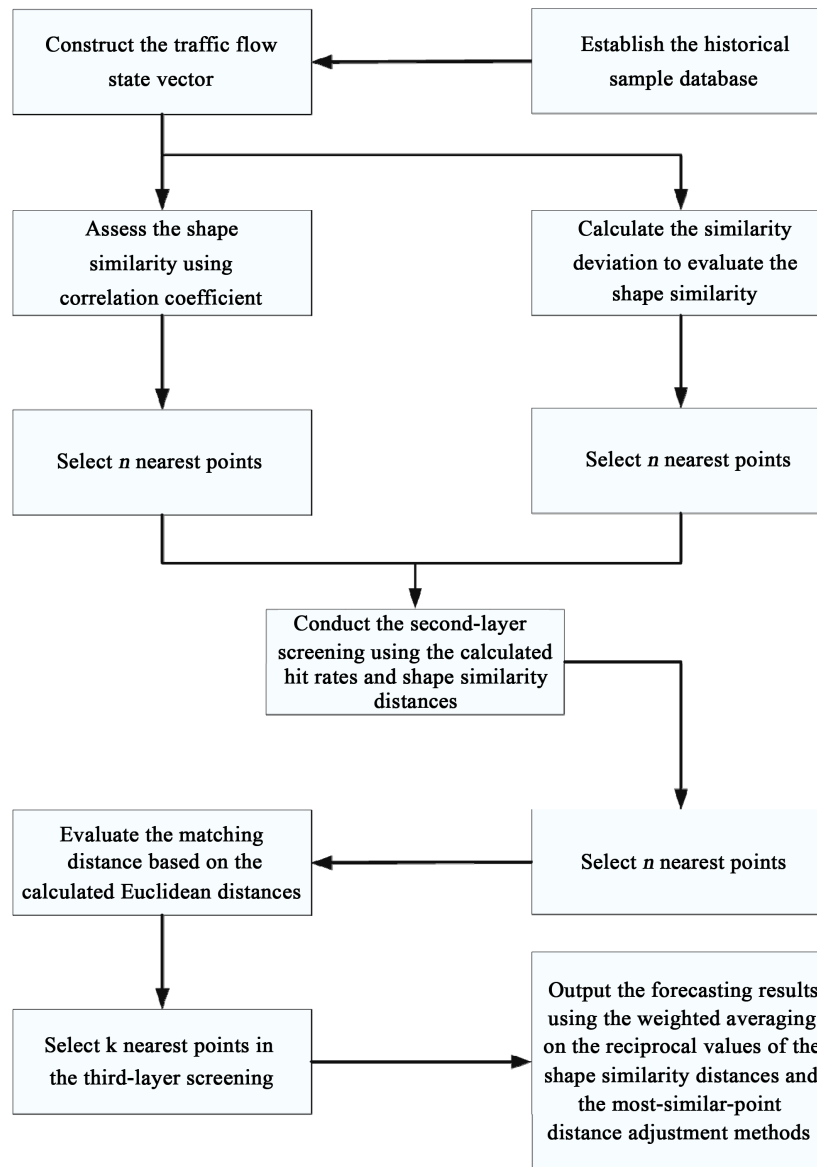 Construct the traffic flow
state vector
Establish the historical
sample database
Assess the shape
similarity using
correlation coefficient
Calculate the similarity
deviation to evaluate the
shape similarity
Select n nearest points
Select n nearest points
Conduct the second-layer
screening using the calculated
hit rates and shape similarity
distances
Evaluate the matching
distance based on the
calculated Euclidean distances
Select n nearest points
Select k nearest points in
the third-layer screening
Output the forecasting results
using the weighted averaging
on the reciprocal values of the
shape similarity distances and
the most-similar-point
distance adjustment methods